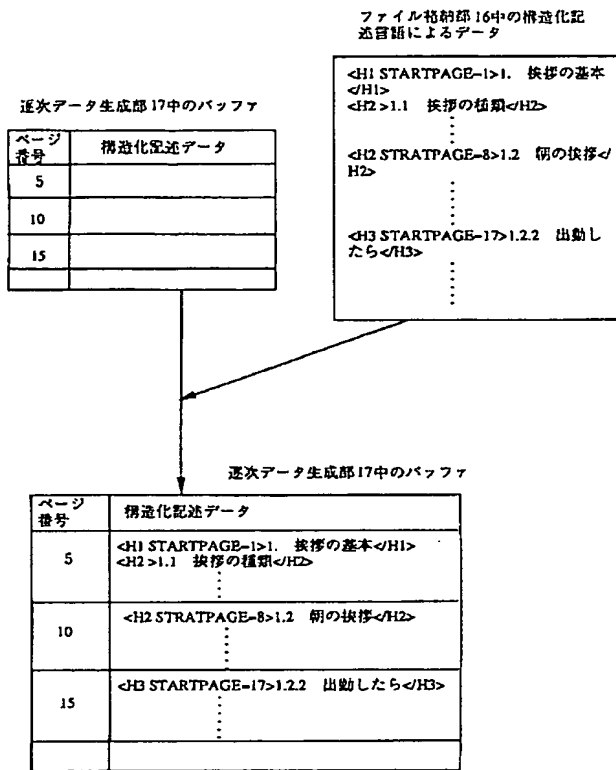 ファイル格納部16中の構造化記
述言語によるデータ
<H1 STARTPAGE=1>1. 挨拶の基本
</H1>
<H2>1.1 挨拶の種類</H2>
<H2 STRATPAGE=8>1.2 朝の挨拶</
H2>
<H3 STARTPAGE=17>1.2.2 出勤し
たら</H3>
逐次データ生成部17中のバッファ
ページ
番号
構造化記述データ
5
10
15
逐次データ生成部17中のバッファ
ページ
番号
構造化記述データ
5
<H1 STARTPAGE=1>1. 挨拶の基本</H1>
<H2>1.1 挨拶の種類</H2>
10
<H2 STRATPAGE=8>1.2 朝の挨拶</H2>
15
<H3 STARTPAGE=17>1.2.2 出勤したら</H3>